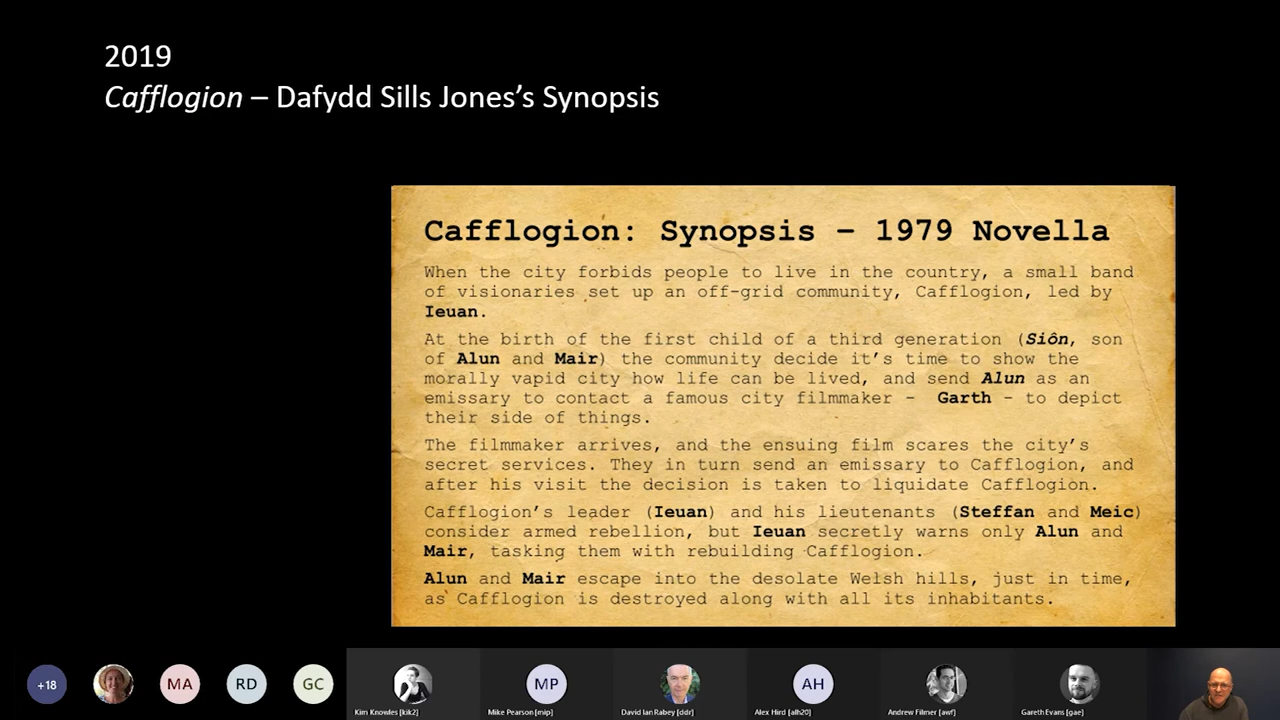 2019
Cafflogion – Dafydd Sills Jones’s Synopsis
Cafflogion: Synopsis – 1979 Novella
When the city forbids people to live in the country, a small band
of visionaries set up an off-grid community, Cafflogion, led by
Ieuan.
At the birth of the first child of a third generation (Siôn, son
of Alun and Mair) the community decide it’s time to show the
morally vapid city how life can be lived, and send Alun as an
emissary to contact a famous city filmmaker - Garth - to depict
their side of things.
The filmmaker arrives, and the ensuing film scares the city’s
secret services. They in turn send an emissary to Cafflogion, and
after his visit the decision is taken to liquidate Cafflogion.
Cafflogion’s leader (Ieuan) and his lieutenants (Steffan and Meic)
consider armed rebellion, but Ieuan secretly warns only Alun and
Mair, tasking them with rebuilding Cafflogion.
Alun and Mair escape into the desolate Welsh hills, just in time,
as Cafflogion is destroyed along with all its inhabitants.
+18
MA
RD
GC
MP
AH
Kim Knowles [kik2]
Mike Pearson [mip]
David Ian Rabey [ddr]
Alex Hird [alh20]
Andrew Filmer [awf]
Gareth Evans [gae]